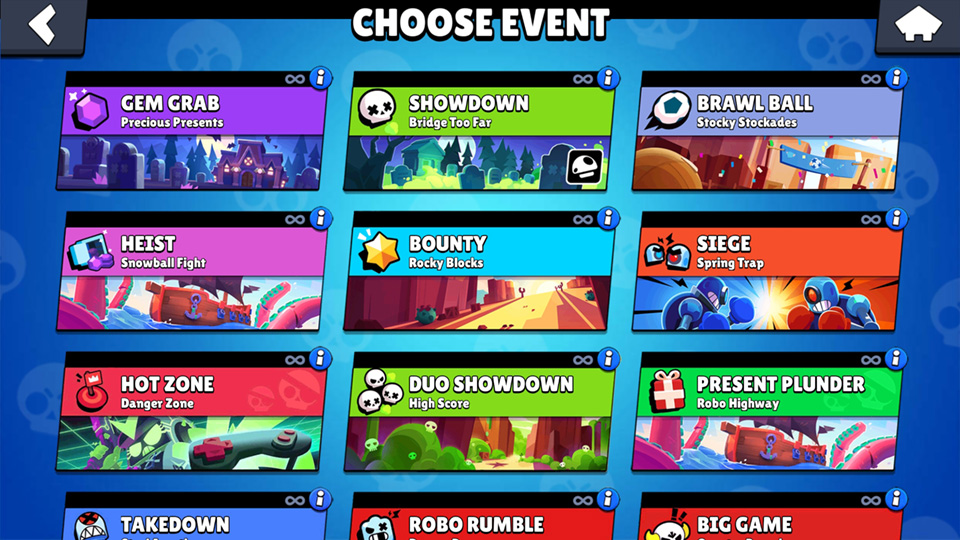 CHOOSE EVENT
GEM GRAB
Precious Presents
SHOWDOWN
Bridge Too Far
BRAWL BALL
Stocky Stockades
HEIST
Snowball Fight
BOUNTY
Rocky Blocks
SIEGE
Spring Trap
HOT ZONE
Danger Zone
DUO SHOWDOWN
High Score
PRESENT PLUNDER
Robo Highway
TAKEDOWN
ROBO RUMBLE
BIG GAME